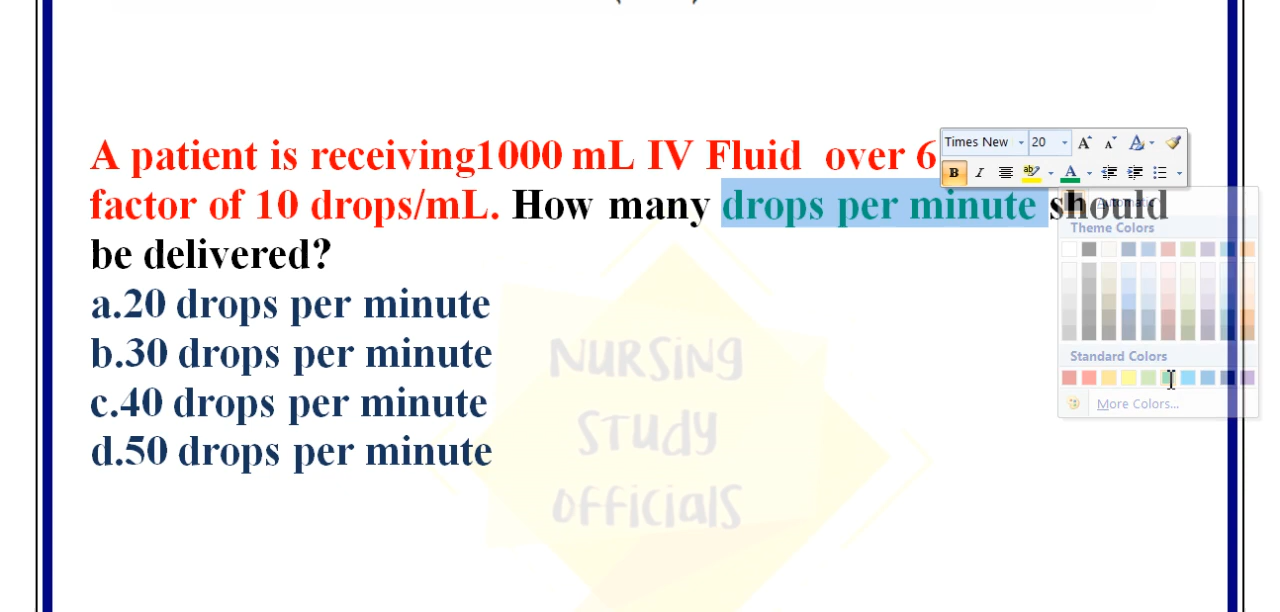 A patient is receiving1000 mL IV Fluid over 6
factor of 10 drops/mL. How many drops per minute should
be delivered?
a.20 drops per minute
b.30 drops per minute
c.40 drops per minute
d.50 drops per minute
Times New 20
Automatic
Theme Colors
Standard Colors
More Colors...
NURSING
STUDY
OFFICIALS